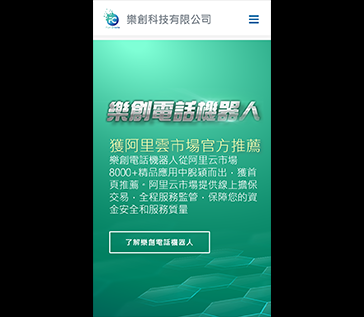 樂創科技有限公司
樂創電話機器人
獲阿里雲市場官方推薦
樂創電話機器人從阿里云市場
8000+精品應用中脫穎而出，獲首
頁推薦。阿里云市場提供線上擔保
交易，全程服務監管，保障您的資
金安全和服務質量
了解樂創電話機器人